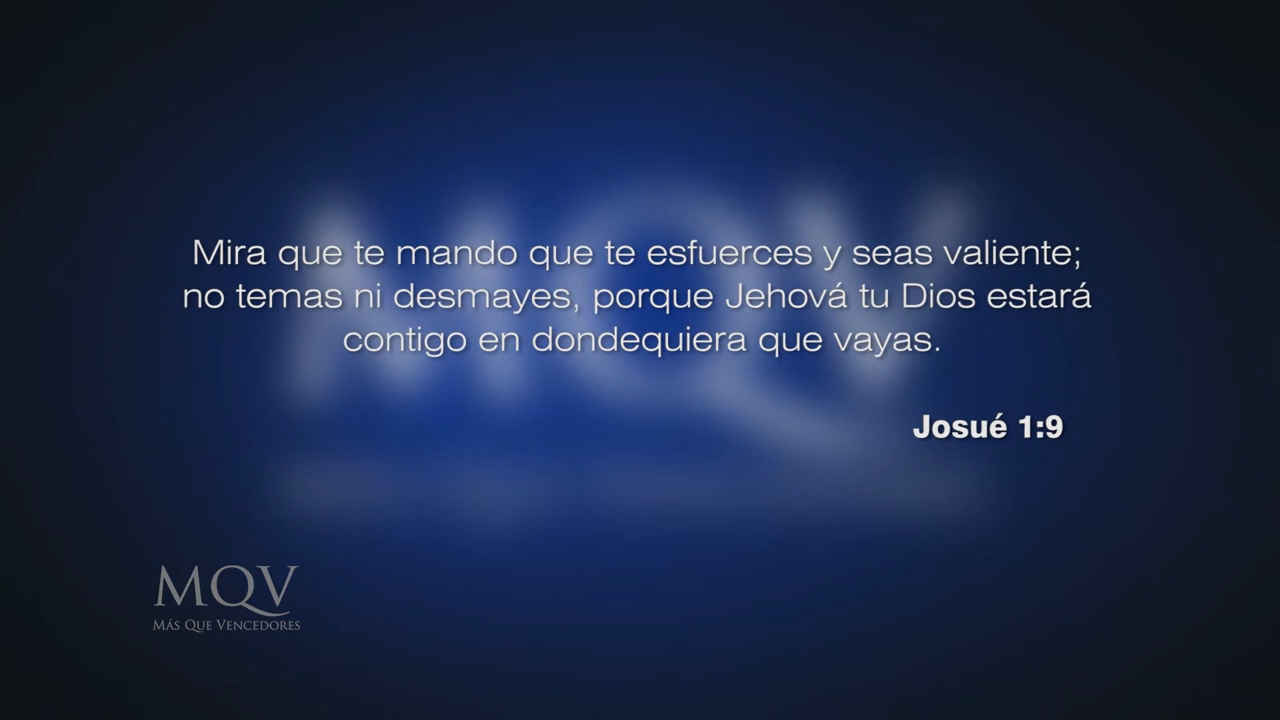 Mira que te mando que te esfuerces y seas valiente;
no temas ni desmayes, porque Jehová tu Dios estará
contigo en dondequiera que vayas.
Josué 1:9
MQV
MQV
Más Que Vencedores